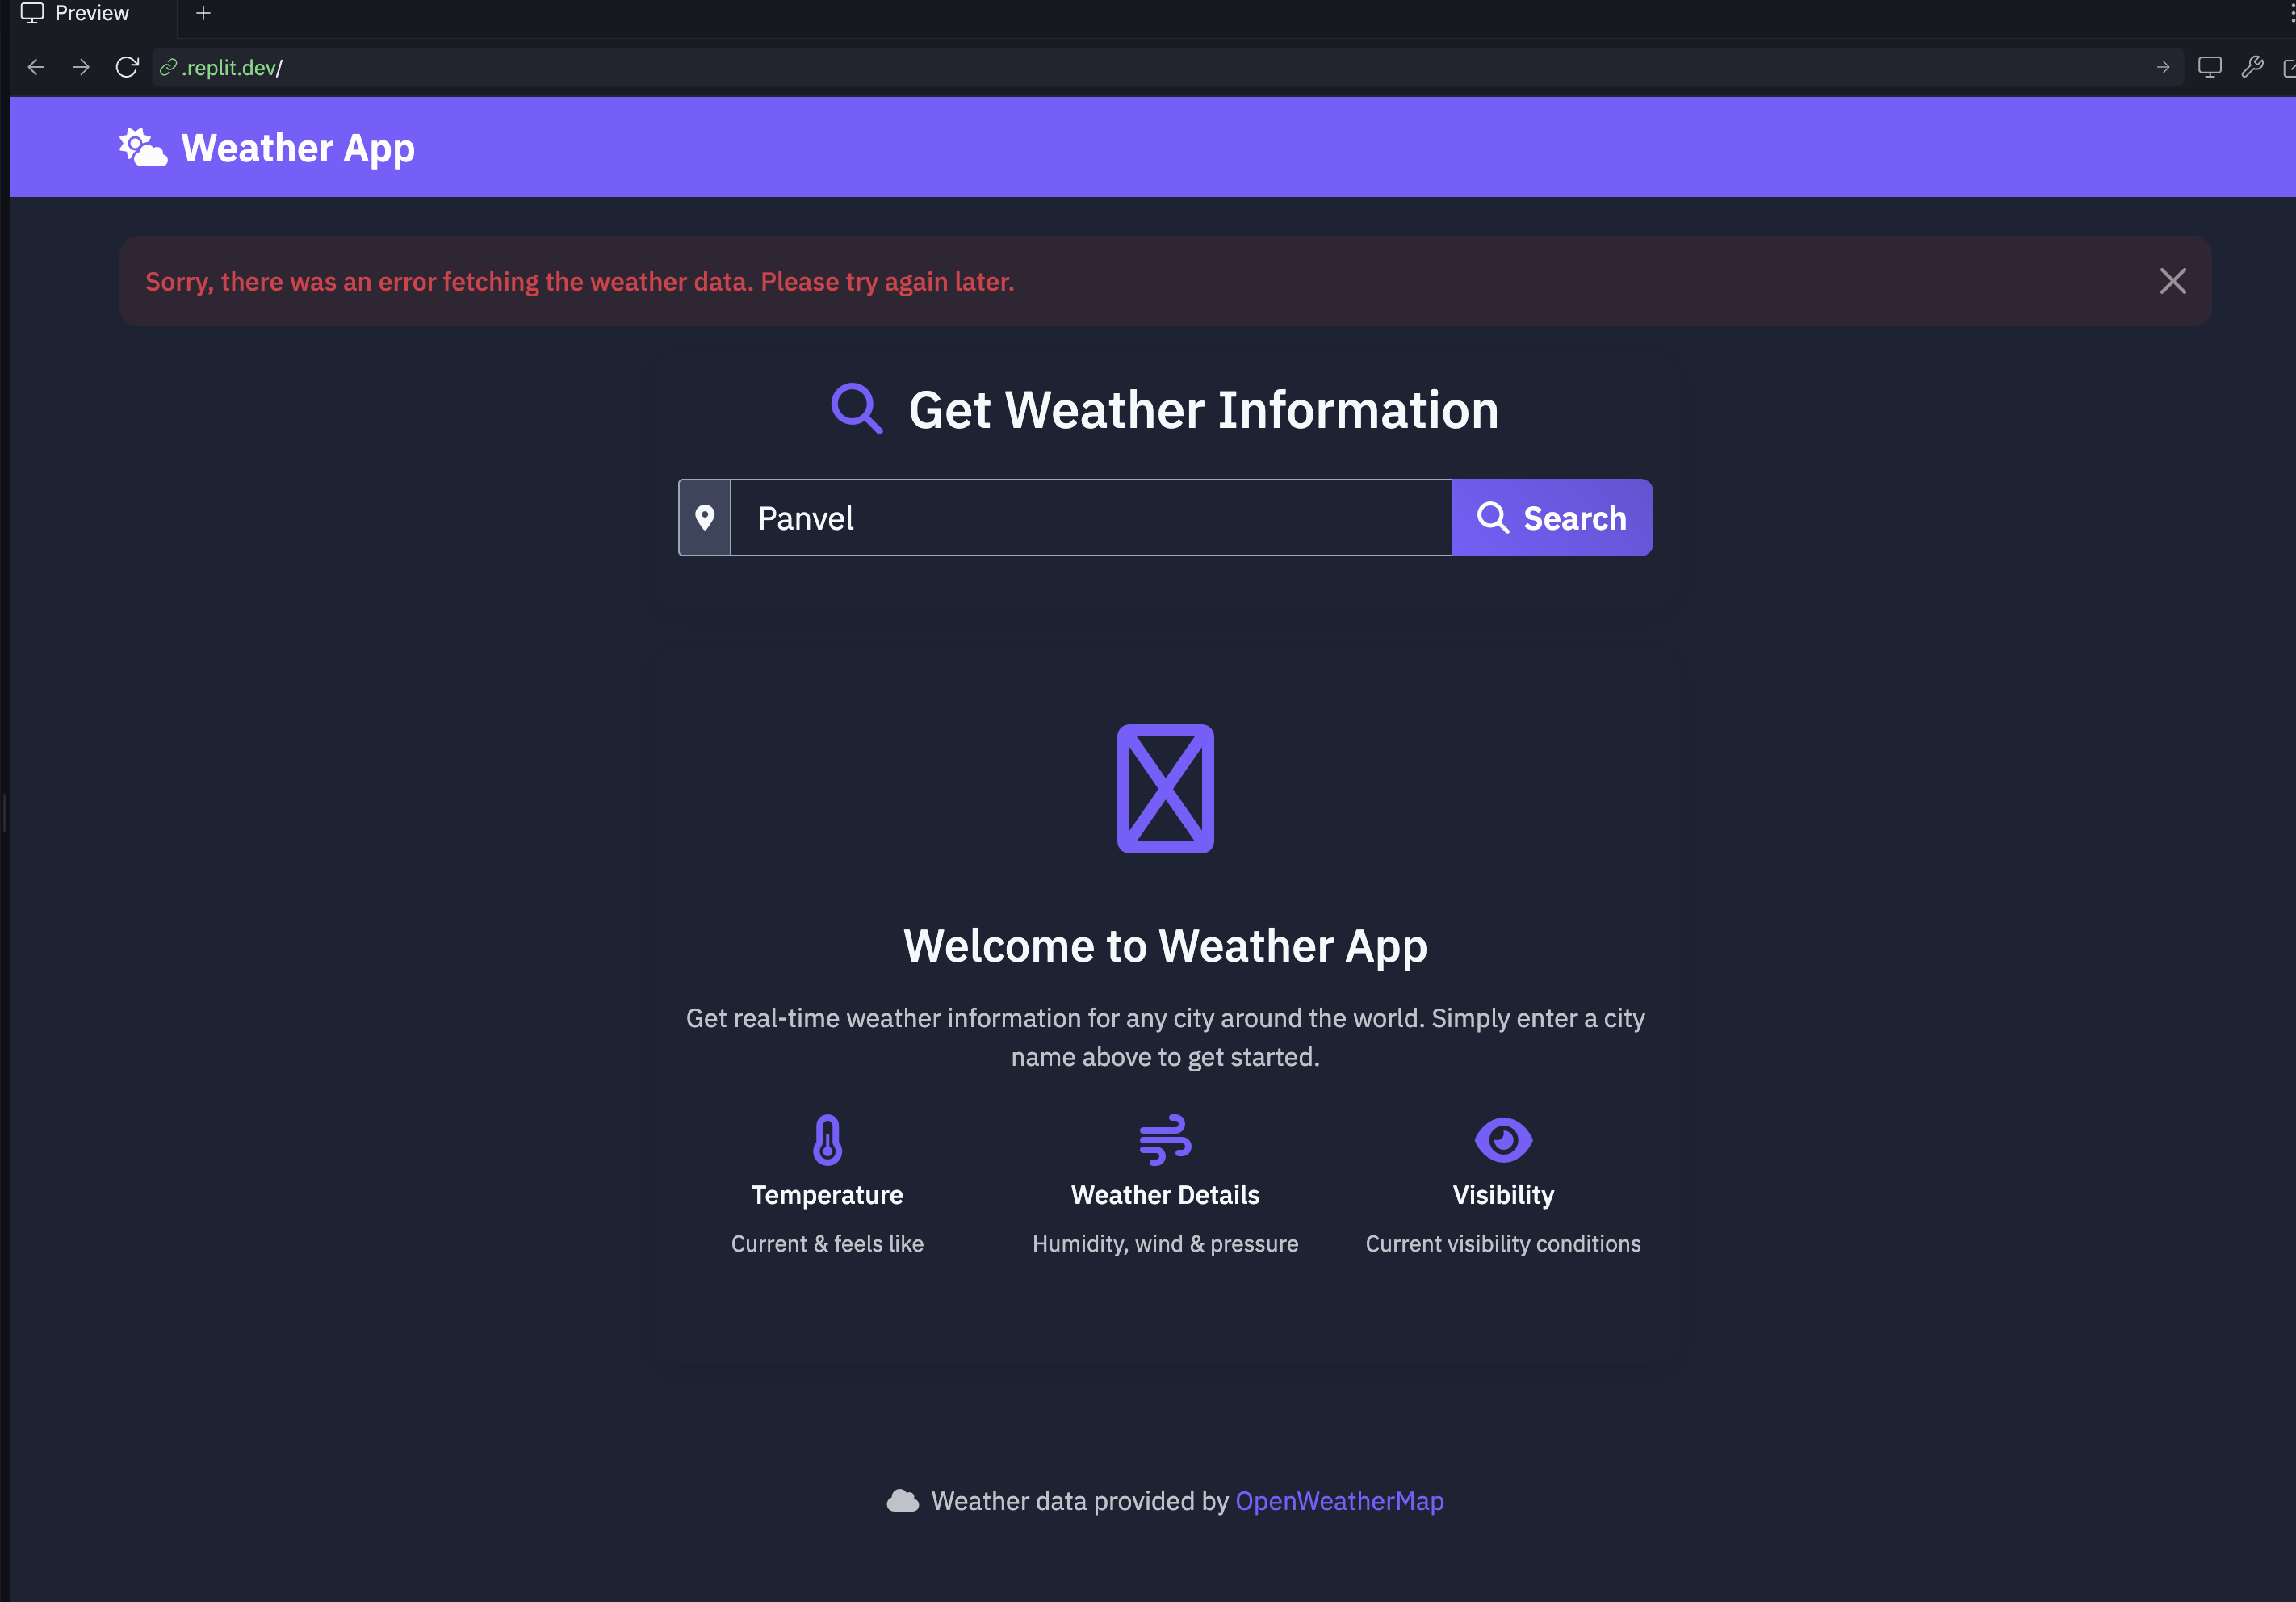 Preview
.replit.dev/
Weather App
Sorry, there was an error fetching the weather data. Please try again later.
Get Weather Information
Panvel
Search
Welcome to Weather App
Get real-time weather information for any city around the world. Simply enter a city
name above to get started.
Temperature
Weather Details
Visibility
Current & feels like
Humidity, wind & pressure
Current visibility conditions
Weather data provided by OpenWeatherMap